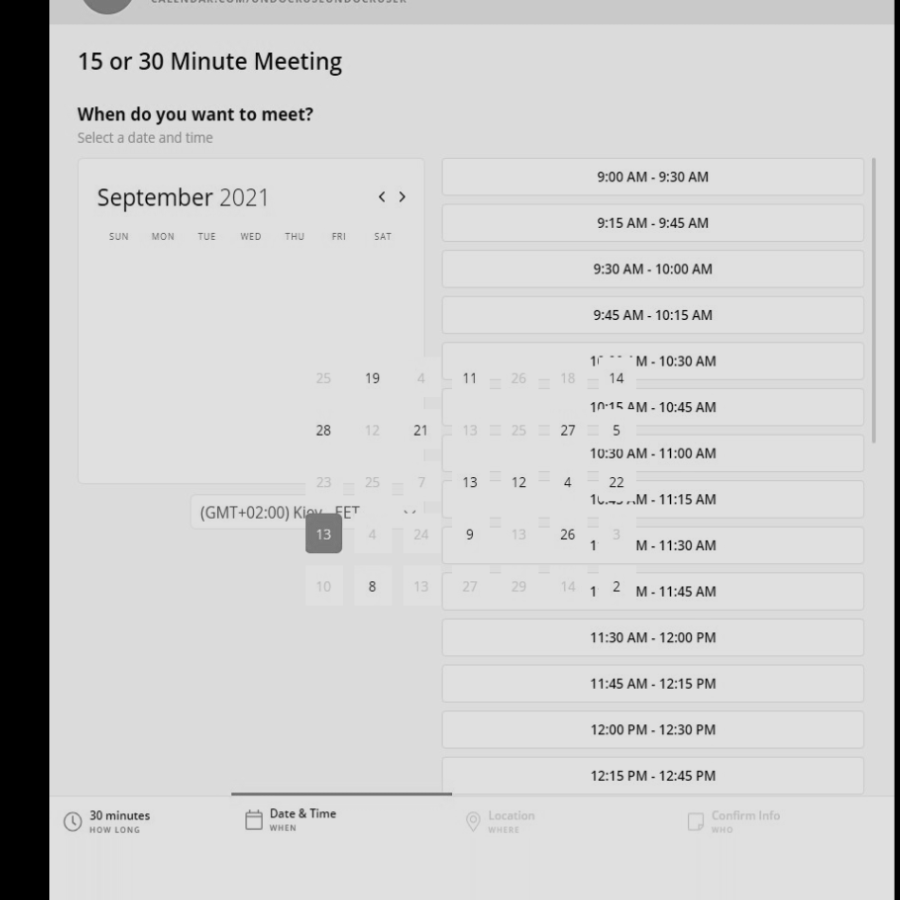 15 or 30 Minute Meeting
When do you want to meet?
Select a date and time
September 2021
SUN MON TUE WED THU FRI SAT
9:00 AM - 9:30 AM
9:15 AM - 9:45 AM
9:30 AM - 10:00 AM
9:45 AM - 10:15 AM
M - 10:30 AM
25 19 4 11 26 18 14
10:15 AM - 10:45 AM
28 12 21 13 25 27 5
10:30 AM - 11:00 AM
23 25 7 13 12 4 22
M - 11:15 AM
(GMT+02:00) Kiev EET
13 4 24 9 13 26 3
M - 11:30 AM
10 8 13 27 29 14 2
M - 11:45 AM
11:30 AM - 12:00 PM
11:45 AM - 12:15 PM
12:00 PM - 12:30 PM
12:15 PM - 12:45 PM
30 minutes
HOW LONG
Date & Time
WHEN
Location
WHERE
Confirm Info
WHO